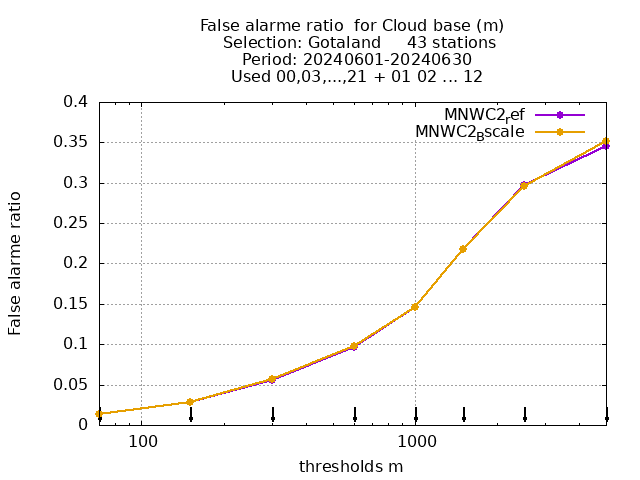 False alarme ratio  for Cloud base (m)
Selection: Gotaland     43 stations
Period: 20240601-20240630
Used 00,03,...,21 + 01 02 ... 12
MNWC2ref
MNWC2Bscale
0.4
0.35
0.3
0.25
0.2
0.15
0.1
0.05
0
False alarme ratio
100
1000
thresholds m